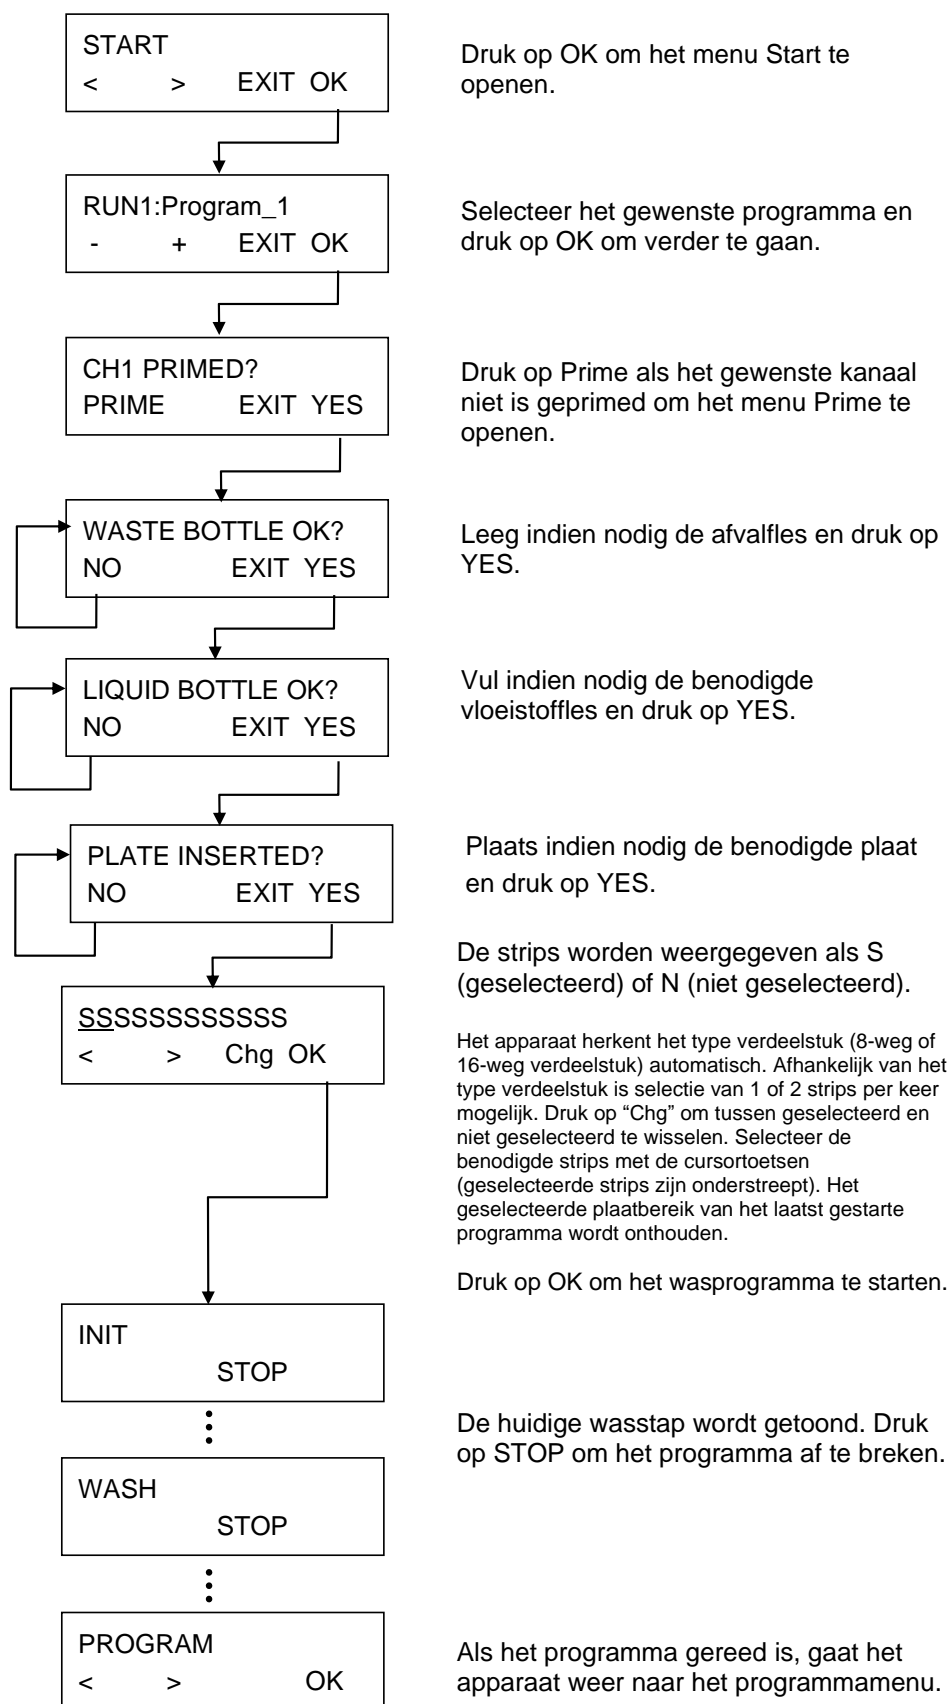 START
< > EXIT OK
Druk op OK om het menu Start te
openen.
RUN1:Program_1
- + EXIT OK
Selecteer het gewenste programma en
druk op OK om verder te gaan.
CH1 PRIMED?
PRIME EXIT YES
Druk op Prime als het gewenste kanaal
niet is geprimed om het menu Prime te
openen.
WASTE BOTTLE OK?
NO EXIT YES
Leeg indien nodig de afvalfles en druk op
YES.
LIQUID BOTTLE OK?
NO EXIT YES
Vul indien nodig de benodigde
vloeistoffles en druk op YES.
PLATE INSERTED?
NO EXIT YES
Plaats indien nodig de benodigde plaat
en druk op YES.
De strips worden weergegeven als S
(geselecteerd) of N (niet geselecteerd).
SSSSSSSSSSSS
< > Chg OK
Het apparaat herkent het type verdeelstuk (8-weg of
16-weg verdeelstuk) automatisch. Afhankelijk van het
type verdeelstuk is selectie van 1 of 2 strips per keer
mogelijk. Druk op “Chg” om tussen geselecteerd en
niet geselecteerd te wisselen. Selecteer de
benodigde strips met de cursortoetsen
(geselecteerde strips zijn onderstreept). Het
geselecteerde plaatbereik van het laatst gestarte
programma wordt onthouden.
Druk op OK om het wasprogramma te starten.
INIT
STOP
De huidige wasstap wordt getoond. Druk
op STOP om het programma af te breken.
WASH
STOP
PROGRAM
< > OK
Als het programma gereed is, gaat het
apparaat weer naar het programmamenu.